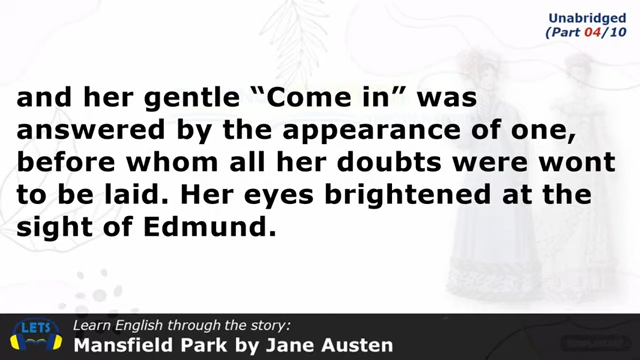 Unabridged
(Part 04/10
and her gentle “Come in” was
answered by the appearance of one,
before whom all her doubts were wont
to be laid. Her eyes brightened at the
sight of Edmund.
LETS
Learn English through the story:
Mansfield Park by Jane Austen